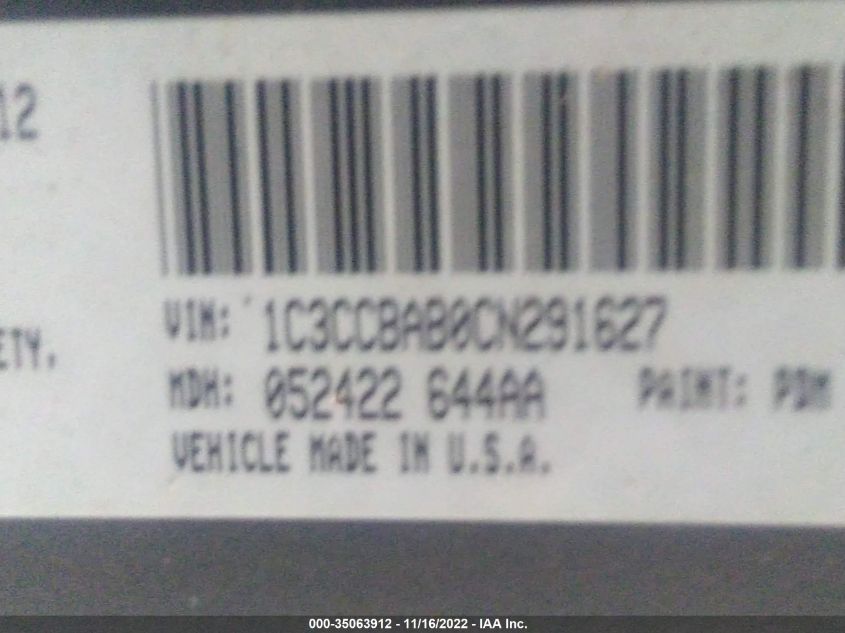 12
VIN: 1C3CCBAB0CN291627
ETY.
MDH: 052422 644AA PAINT: PDM
VEHICLE MADE IN U.S.A.
000-35063912 - 11/16/2022 - IAA Inc.